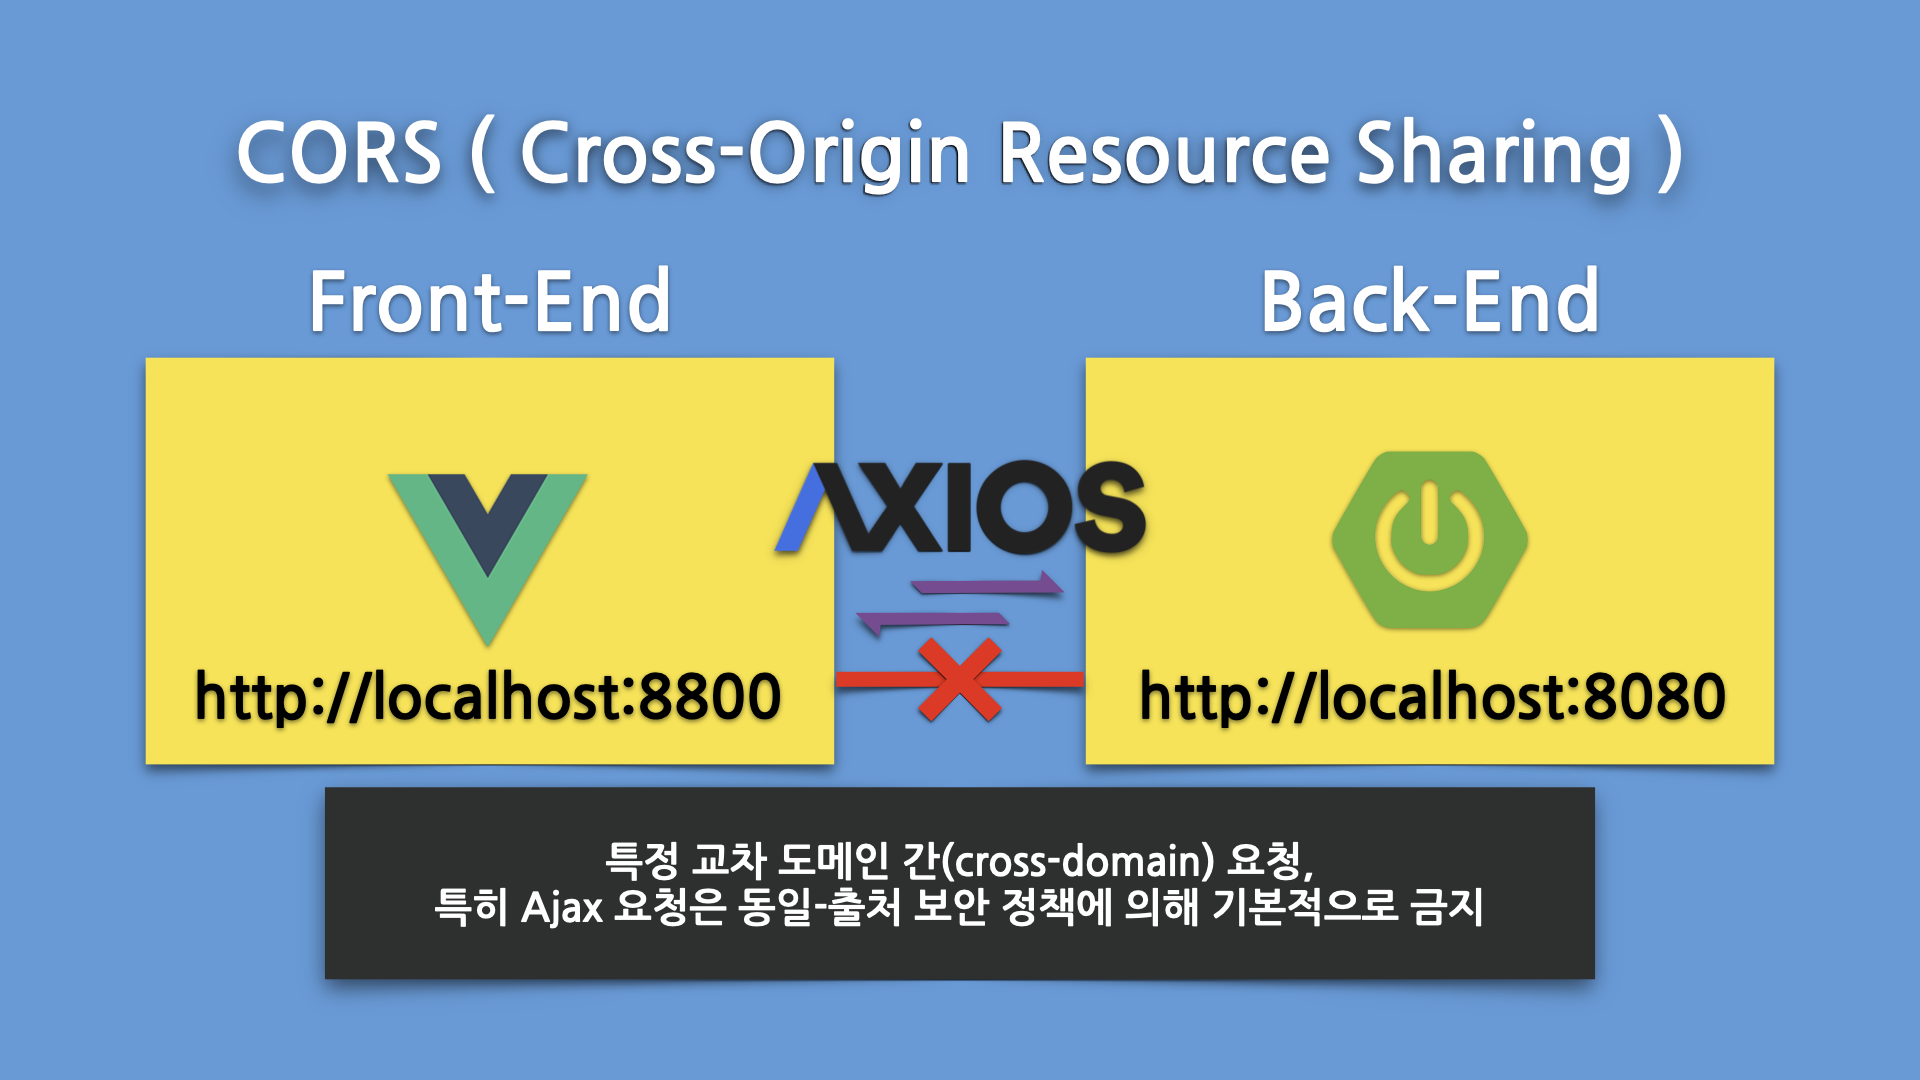 CORS ( Cross-Origin Resource Sharing )
Front-End
Back-End
AXIOS
http://localhost:8800
http://localhost:8080
특정 교차 도메인 간(cross-domain) 요청,
특히 Ajax 요청은 동일-출처 보안 정책에 의해 기본적으로 금지